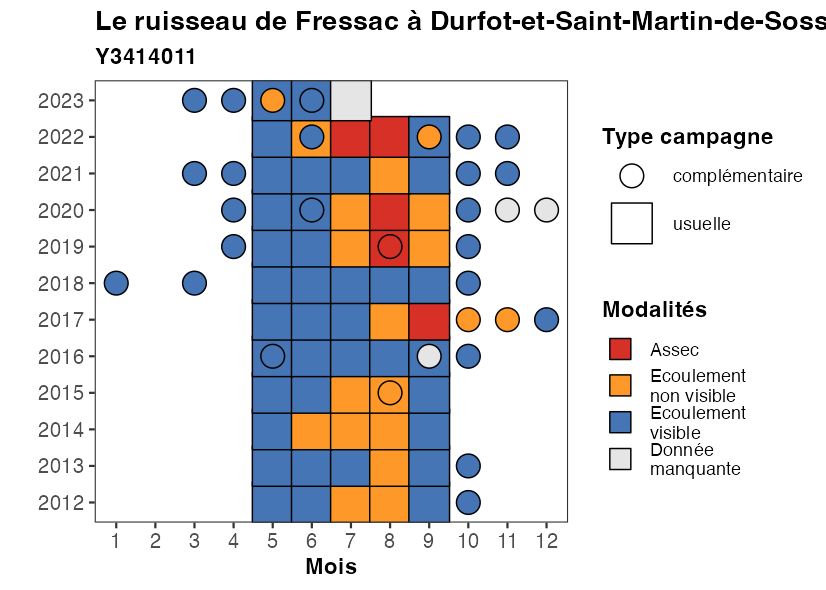 Le ruisseau de Fressac à Durfot-et-Saint-Martin-de-Soss
Y3414011
2023
2022
2021
2020
2019
2018
2017
2016
2015
2014
2013
2012
1 2 3 4 5 6 7 8 9 10 11 12
Mois
Type campagne
complémentaire
usuelle
Modalités
Assec
Ecoulement
non visible
Ecoulement
visible
Donnée
manquante